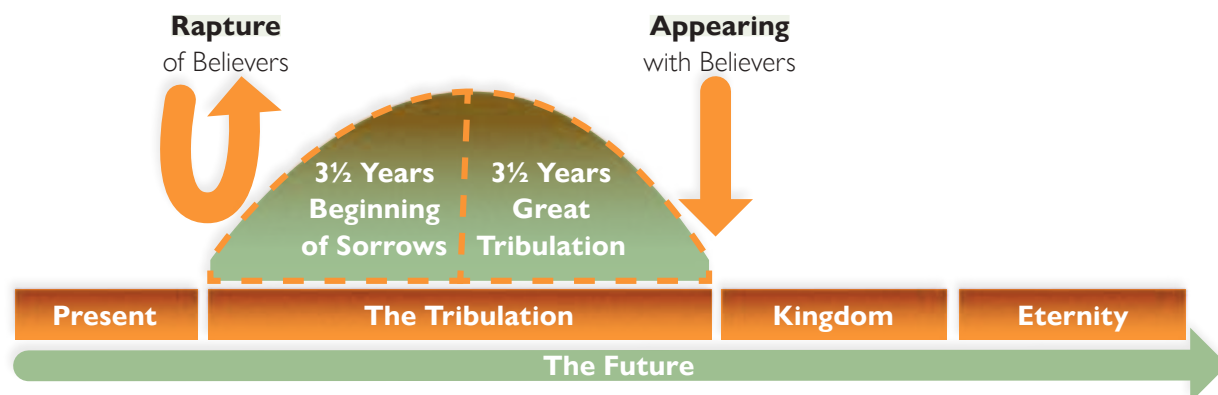 Rapture
of Believers
Appearing
with Believers
3½ Years
Beginning
of Sorrows
3½ Years
Great
Tribulation
Present
The Tribulation
Kingdom
Eternity
The Future